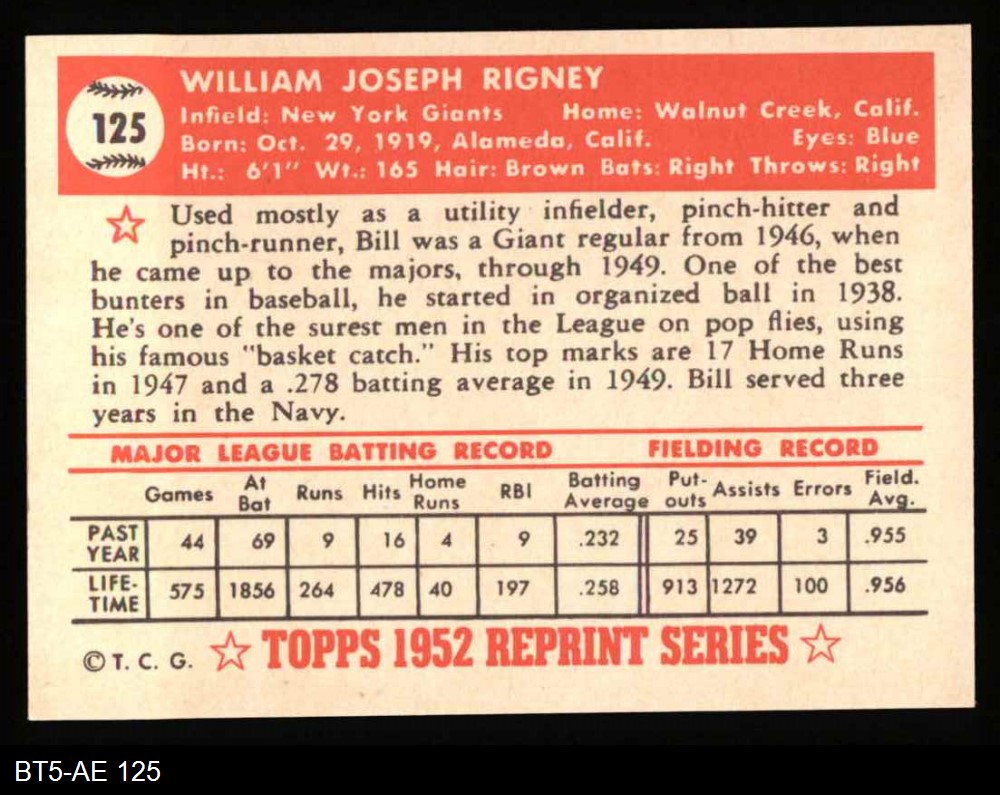 125
WILLIAM JOSEPH RIGNEY
Infield: New York Giants Home: Walnut Creek, Calif.
Born: Oct. 29, 1919, Alameda, Calif. Eyes: Blue
Ht.: 6'1" Wt.: 165 Hair: Brown Bats: Right Throws: Right
Used mostly as a utility infielder, pinch-hitter and
pinch-runner, Bill was a Giant regular from 1946, when
he came up to the majors, through 1949. One of the best
bunters in baseball, he started in organized ball in 1938.
He's one of the surest men in the League on pop flies, using
his famous "basket catch." His top marks are 17 Home Runs
in 1947 and a .278 batting average in 1949. Bill served three
years in the Navy.
MAJOR LEAGUE BATTING RECORD FIELDING RECORD
Games At Bat Runs Hits Home Runs RBI Batting Average Put-outs Assists Errors Field. Avg.
PAST YEAR 44 69 9 16 4 9 .232 25 39 3 .955
LIFE-TIME 575 1856 264 478 40 197 .258 913 1272 100 .956
© T. C. G. TOPPS 1952 REPRINT SERIES
BT5-AE 125